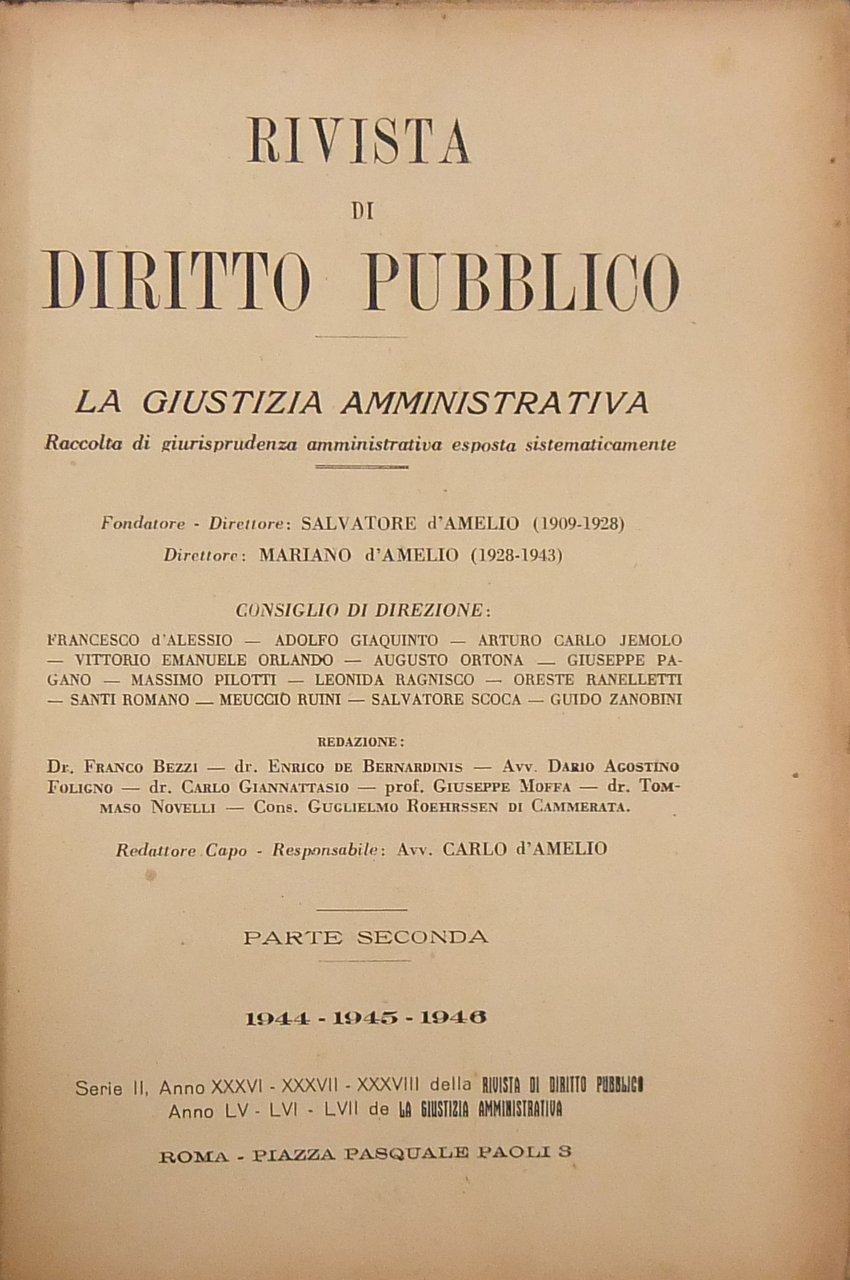 RIVISTA
DI
DIRITTO PUBBLICO
LA GIUSTIZIA AMMINISTRATIVA
Raccolta di giurisprudenza amministrativa esposta sistematicamente
Fondatore - Direttore: SALVATORE d'AMELIO (1909-1928)
Direttore: MARIANO d'AMELIO (1928-1943)
CONSIGLIO DI DIREZIONE:
FRANCESCO d'ALESSIO — ADOLFO GIAQUINTO — ARTURO CARLO JEMOLO
— VITTORIO EMANUELE ORLANDO — AUGUSTO ORTONA — GIUSEPPE PA-
GANO — MASSIMO PILOTTI — LEONIDA RAGNISCO — ORESTE RANELLETTI
— SANTI ROMANO — MEUCCIO RUINI — SALVATORE SCOCA — GUIDO ZANOBINI
REDAZIONE:
Dr. Franco Bezzi — dr. Enrico de Bernardinis — Avv. Dario Agostino
Foligno — dr. Carlo Giannattasio — prof. Giuseppe Moffa — dr. Tom-
maso Novelli — Cons. Guglielmo Roehrssen di Cammerata.
Redattore Capo - Responsabile: Avv. CARLO d'AMELIO
PARTE SECONDA
1944 - 1945 - 1946
Serie II, Anno XXXVI - XXXVII - XXXVIII della RIVISTA DI DIRITTO PUBBLICO
Anno LV - LVI - LVII de LA GIUSTIZIA AMMINISTRATIVA
ROMA - PIAZZA PASQUALE PAOLI 3